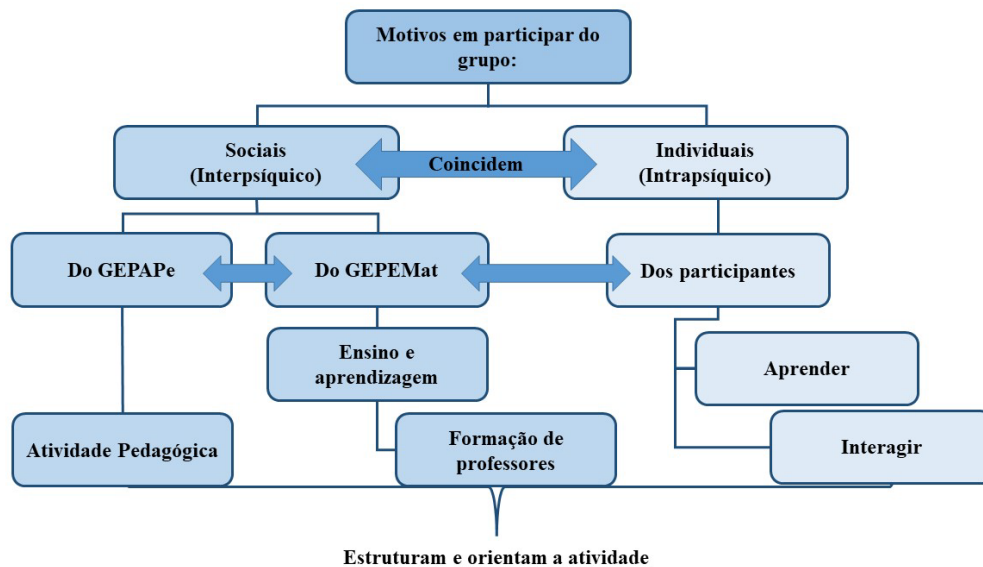 Motivos em participar do
grupo:
Sociais
(Interpsíquico)
Coincidem
Individuais
(Intrapsíquico)
Do GEPAPe
Do GEPEMat
Dos participantes
Ensino e
aprendizagem
Aprender
Atividade Pedagógica
Formação de
professores
Interagir
Estruturam e orientam a atividade